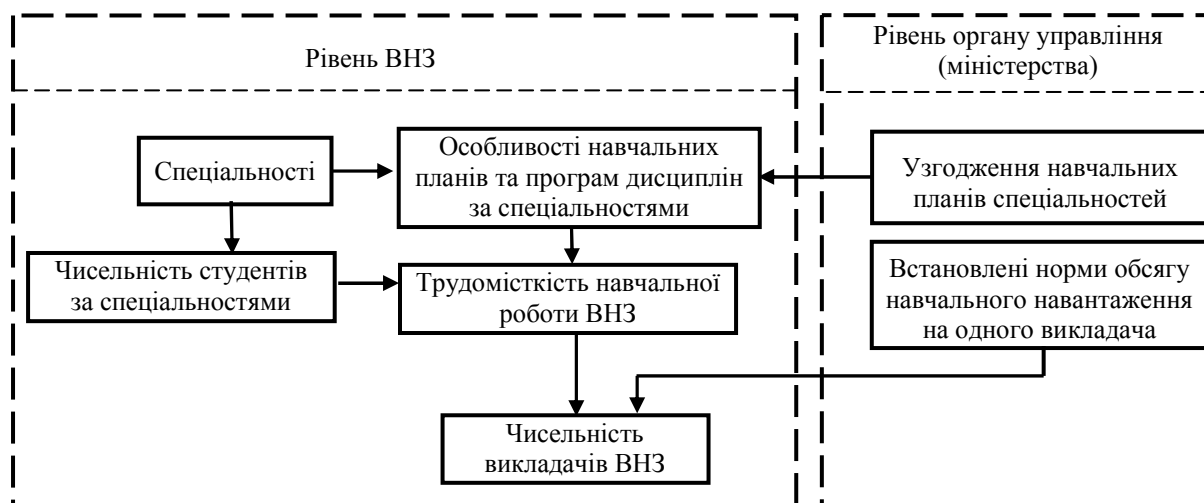 Рівень ВНЗ
Рівень органу управління
(міністерства)
Спеціальності
Особливості навчальних
планів та програм дисциплін
за спеціальностями
Узгодження навчальних
планів спеціальностей
Чисельність студентів
за спеціальностями
Трудомісткість навчальної
роботи ВНЗ
Встановлені норми обсягу
навчального навантаження
на одного викладача
Чисельність
викладачів ВНЗ